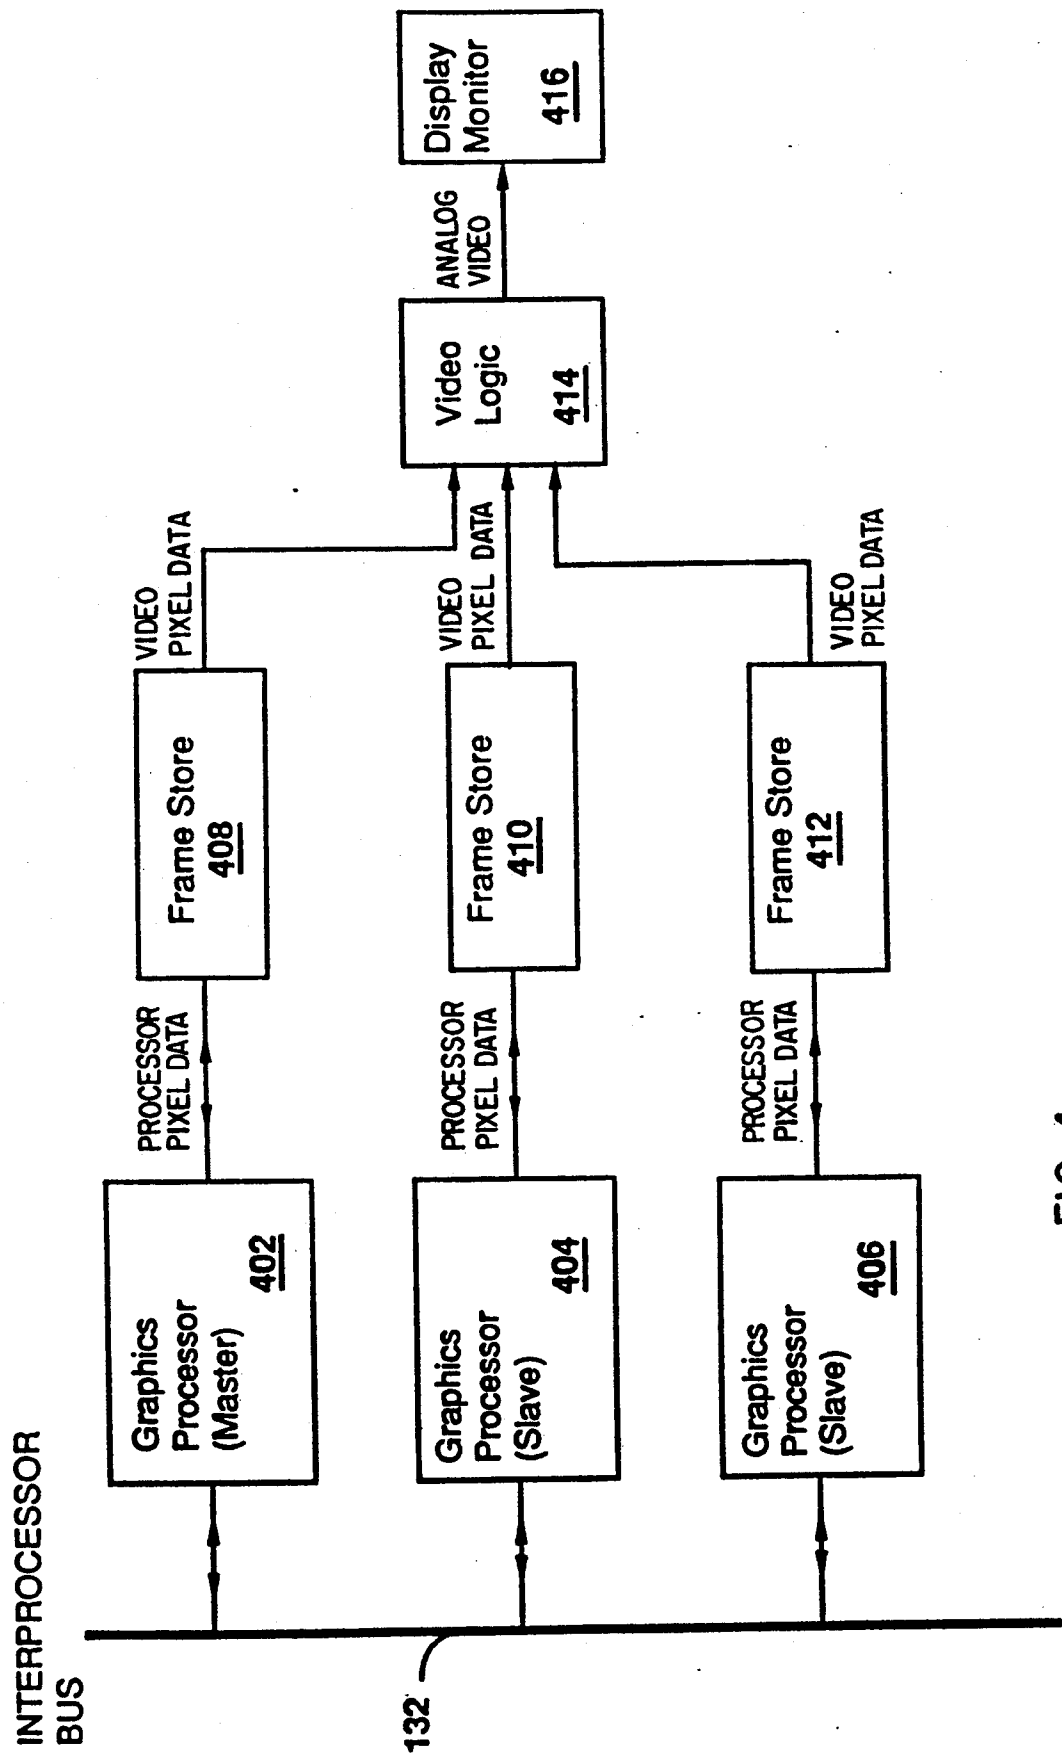 INTERPROCESSOR
BUS
132
Graphics
Processor
(Master)
402
PROCESSOR
PIXEL DATA
Frame Store
408
VIDEO
PIXEL DATA
Graphics
Processor
(Slave)
404
PROCESSOR
PIXEL DATA
Frame Store
410
VIDEO
PIXEL DATA
Graphics
Processor
(Slave)
406
PROCESSOR
PIXEL DATA
Frame Store
412
VIDEO
PIXEL DATA
Video
Logic
414
ANALOG
VIDEO
Display
Monitor
416